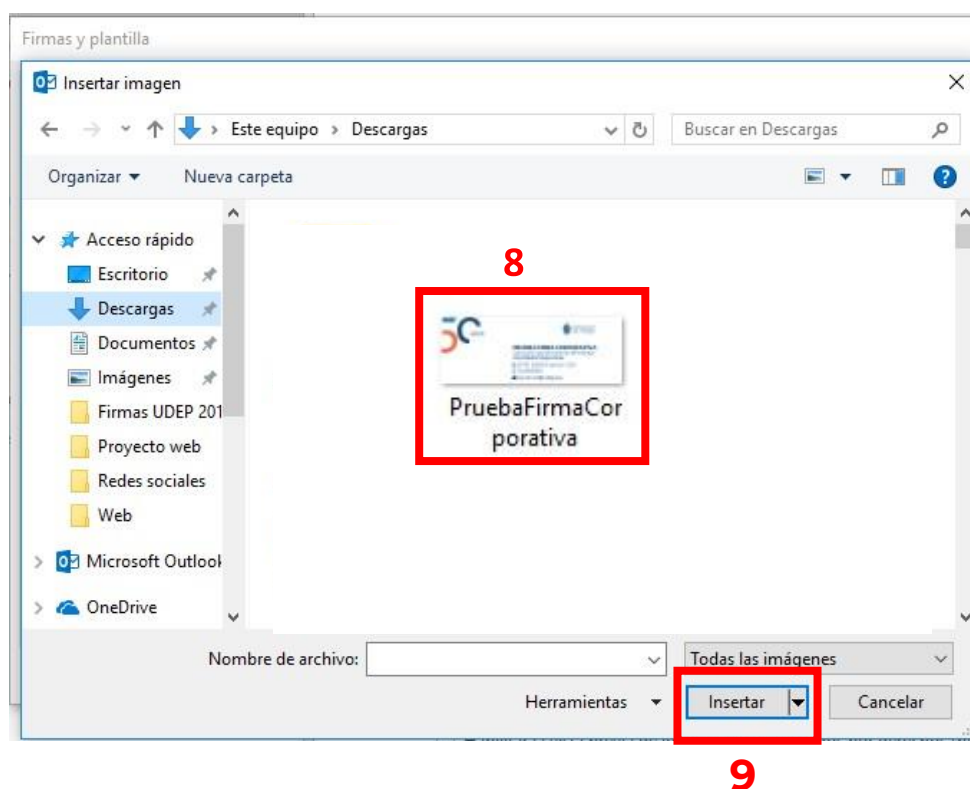 Firmas y plantilla
Insertar imagen
Este equipo > Descargas
Buscar en Descargas
Organizar
Nueva carpeta
Acceso rápido
Escritorio
Descargas
Documentos
Imágenes
Firmas UDEP 201
Proyecto web
Redes sociales
Web
Microsoft Outlook
OneDrive
8
50
PruebaFirmaCor
porativa
Nombre de archivo:
Todas las imágenes
Herramientas
Insertar
Cancelar
9